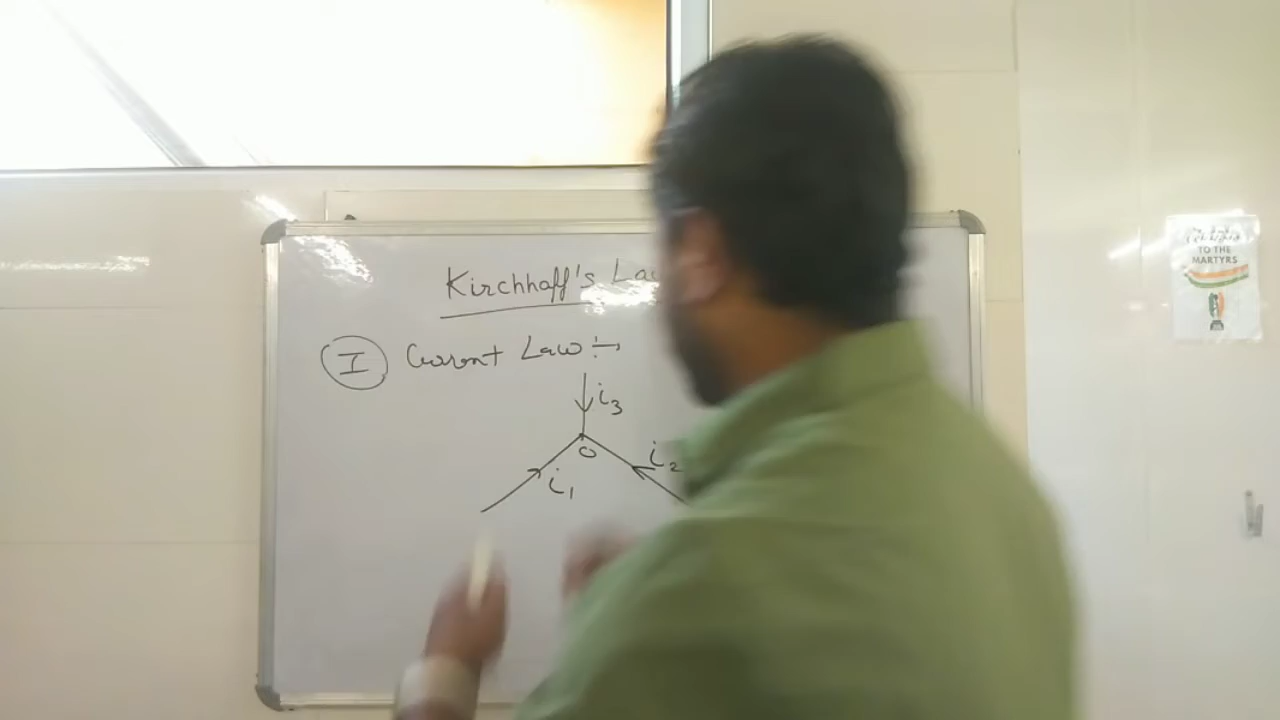 Kirchhoff's La
I Current Law :→
i3
O
i2
i1
TO THE
MARTYRS